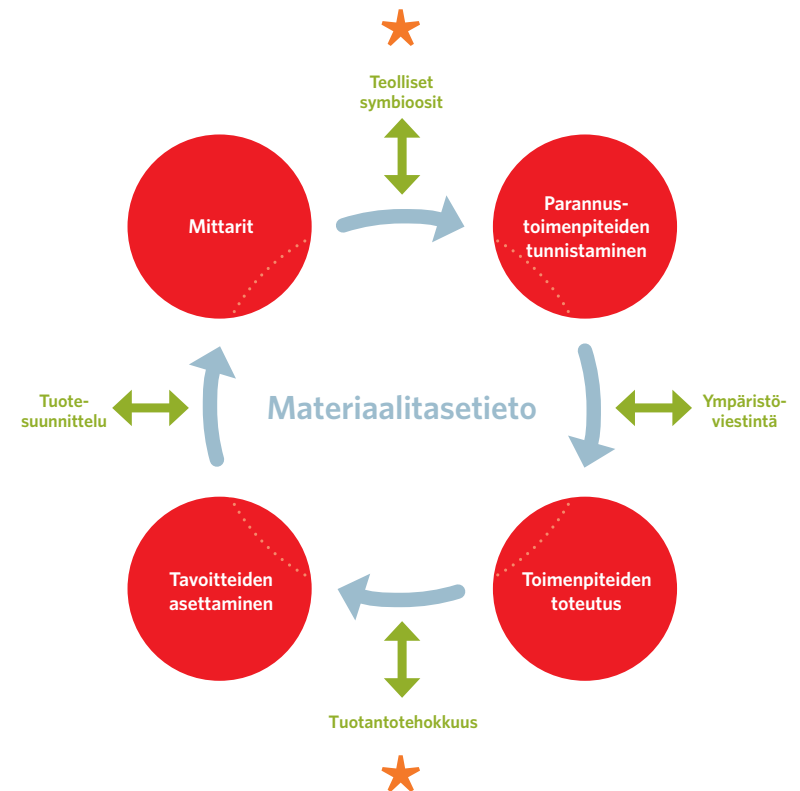 Teolliset
symbioosit
Mittarit
Parannus-
toimenpiteiden
tunnistaminen
Tuote-
suunnittelu
Materiaalitasetieto
Ympäristö-
viestintä
Tavoitteiden
asettaminen
Toimenpiteiden
toteutus
Tuotantotehokkuus